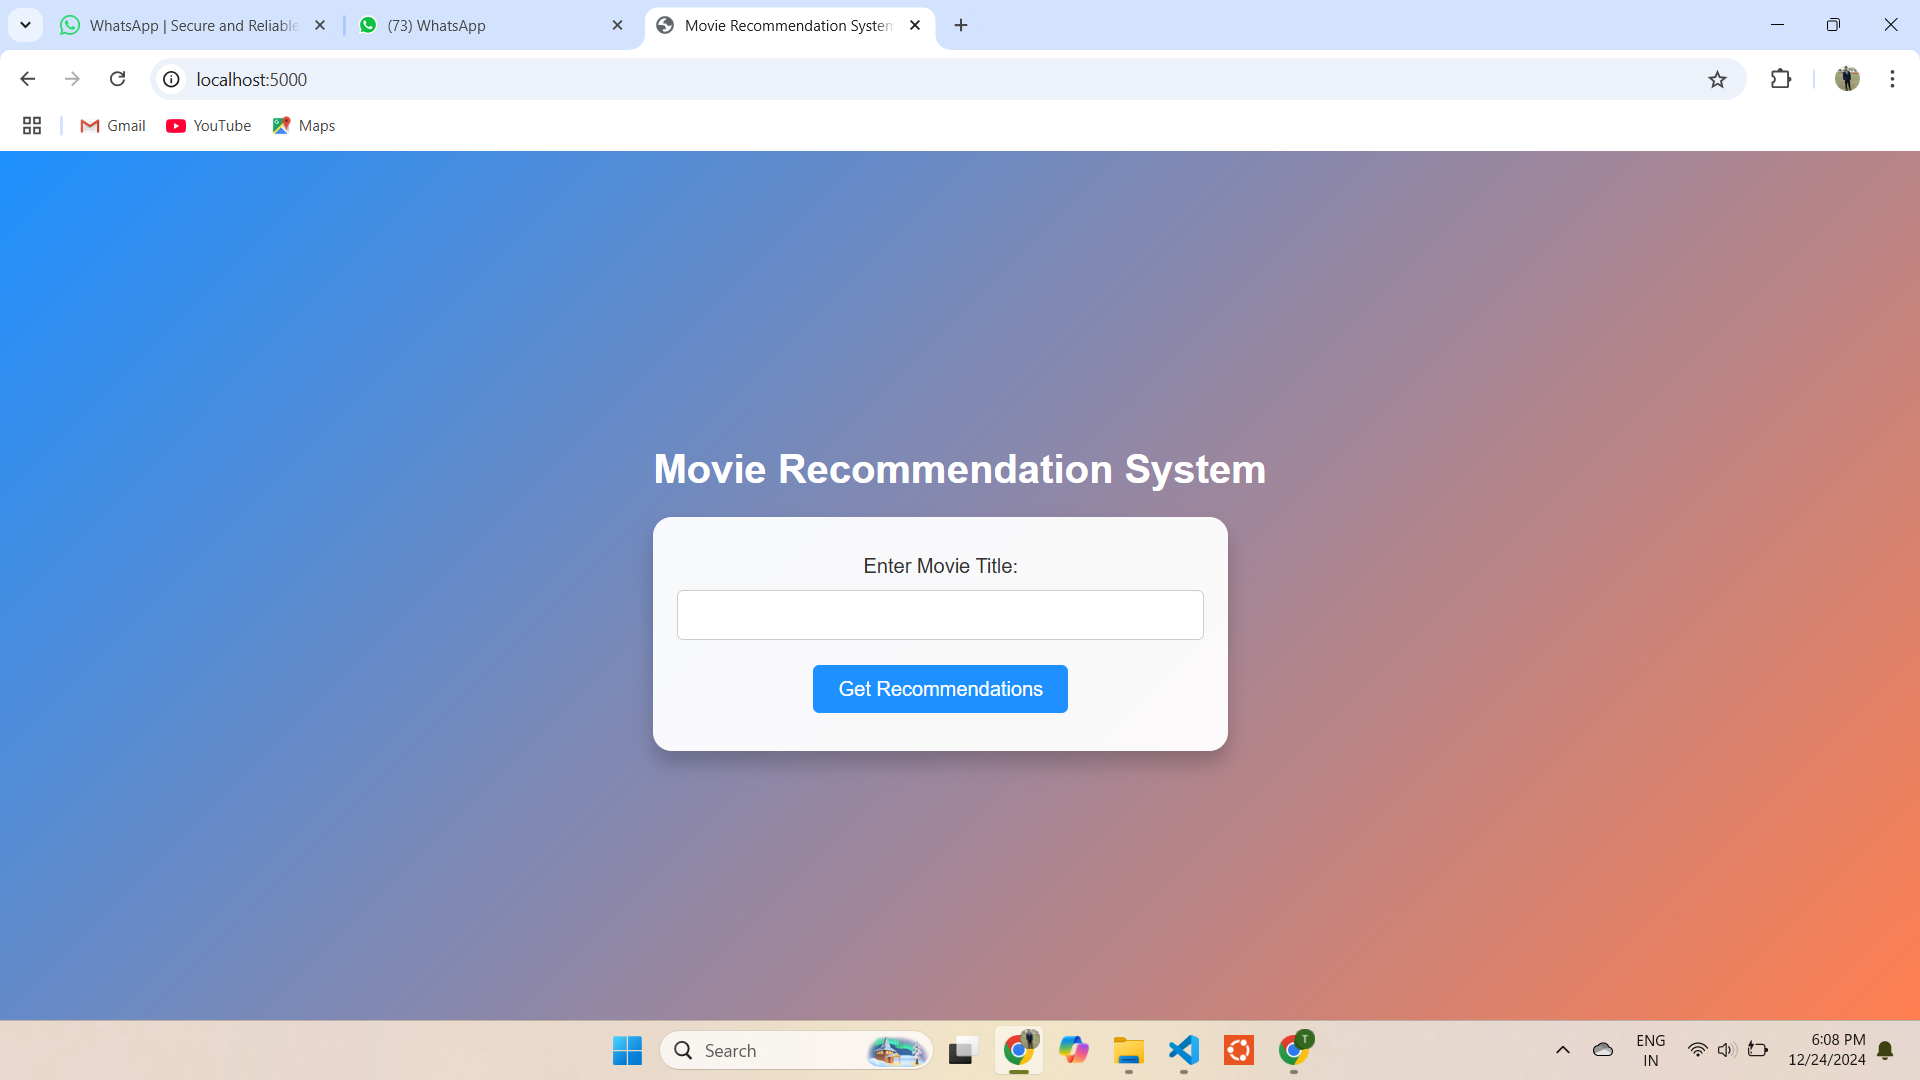 WhatsApp | Secure and Reliable
(73) WhatsApp
Movie Recommendation System
localhost:5000
Gmail
YouTube
Maps
Movie Recommendation System
Enter Movie Title:
Get Recommendations
Search
T
ENG
IN
6:08 PM
12/24/2024